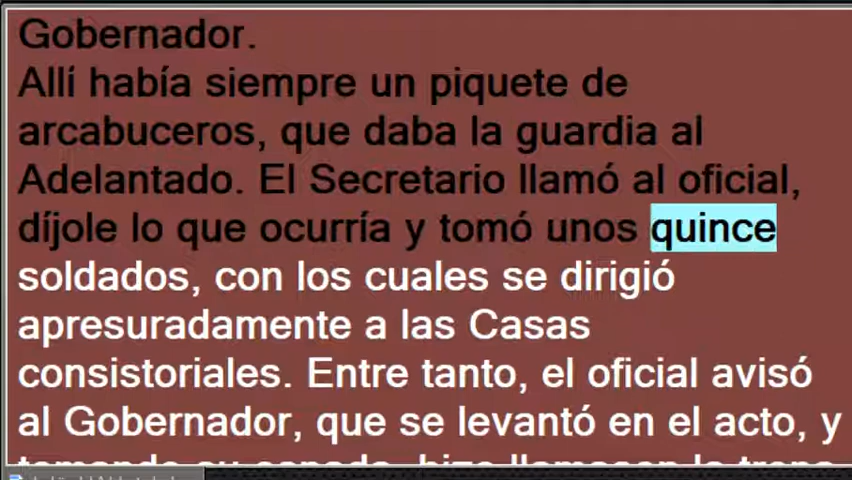 Gobernador.
Allí había siempre un piquete de
arcabuceros, que daba la guardia al
Adelantado. El Secretario llamó al oficial,
díjole lo que ocurría y tomó unos quince
soldados, con los cuales se dirigió
apresuradamente a las Casas
consistoriales. Entre tanto, el oficial avisó
al Gobernador, que se levantó en el acto, y